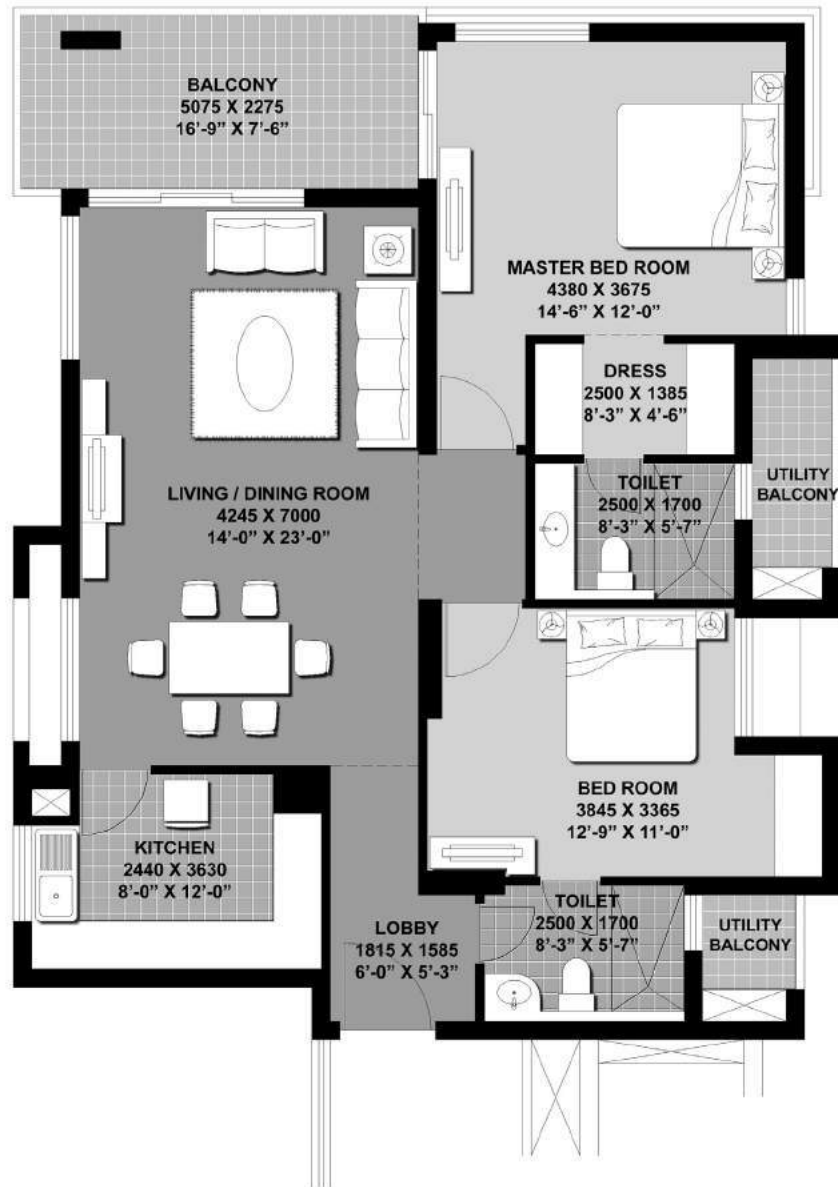 BALCONY
5075 X 2275
16’-9” X 7’-6”
MASTER BED ROOM
4380 X 3675
14’-6” X 12’-0”
DRESS
2500 X 1385
8’-3” X 4’-6”
TOILET
2500 X 1700
8’-3” X 5’-7”
UTILITY
BALCONY
LIVING / DINING ROOM
4245 X 7000
14’-0” X 23’-0”
BED ROOM
3845 X 3365
12’-9” X 11’-0”
KITCHEN
2440 X 3630
8’-0” X 12’-0”
LOBBY
1815 X 1585
6’-0” X 5’-3”
TOILET
2500 X 1700
8’-3” X 5’-7”
UTILITY
BALCONY